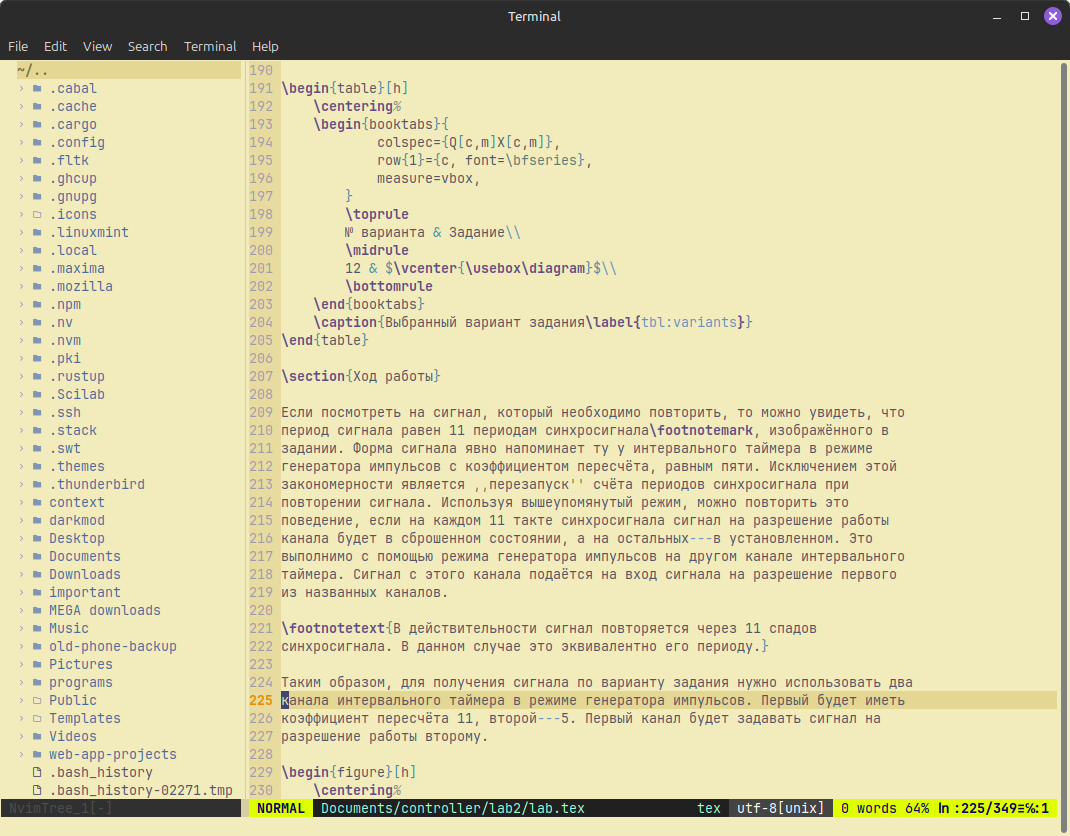 Terminal
File Edit View Search Terminal Help
~/..
.cabal
.cache
.cargo
.config
.fltk
.ghcup
.gnupg
.icons
.linuxmint
.local
.maxima
.mozilla
.npm
.nv
.nvm
.pki
.rustup
.Scilab
.ssh
.stack
.swt
.themes
.thunderbird
context
darkmod
Desktop
Documents
Downloads
important
MEGA downloads
Music
old-phone-backup
Pictures
programs
Public
Templates
Videos
web-app-projects
.bash_history
.bash_history-02271.tmp
NvimTree_1[-]
190
191 \begin{table}[h]
192     \centering%
193     \begin{booktabs}{
194             colspec={Q[c,m]X[c,m]},
195             row{1}={c, font=\bfseries},
196             measure=vbox,
197         }
198         \toprule
199         № варианта & Задание\\
200         \midrule
201         12 & $\vcenter{\usebox\diagram}$\\
202         \bottomrule
203     \end{booktabs}
204     \caption{Выбранный вариант задания\label{tbl:variants}}
205 \end{table}
206
207 \section{Ход работы}
208
209 Если посмотреть на сигнал, который необходимо повторить, то можно увидеть, что
210 период сигнала равен 11 периодам синхросигнала\footnotemark, изображённого в
211 задании. Форма сигнала явно напоминает ту у интервального таймера в режиме
212 генератора импульсов с коэффициентом пересчёта, равным пяти. Исключением этой
213 закономерности является ,,перезапуск'' счёта периодов синхросигнала при
214 повторении сигнала. Используя вышеупомянутый режим, можно повторить это
215 поведение, если на каждом 11 такте синхросигнала сигнал на разрешение работы
216 канала будет в сброшенном состоянии, а на остальных---в установленном. Это
217 выполнимо с помощью режима генератора импульсов на другом канале интервального
218 таймера. Сигнал с этого канала подаётся на вход сигнала на разрешение первого
219 из названных каналов.
220
221 \footnotetext{В действительности сигнал повторяется через 11 спадов
222 синхросигнала. В данном случае это эквивалентно его периоду.}
223
224 Таким образом, для получения сигнала по варианту задания нужно использовать два
225 канала интервального таймера в режиме генератора импульсов. Первый будет иметь
226 коэффициент пересчёта 11, второй---5. Первый канал будет задавать сигнал на
227 разрешение работы второму.
228
229 \begin{figure}[h]
230     \centering%
NORMAL Documents/controller/lab2/lab.tex tex utf-8[unix] 0 words 64% ln :225/349≡℅:1